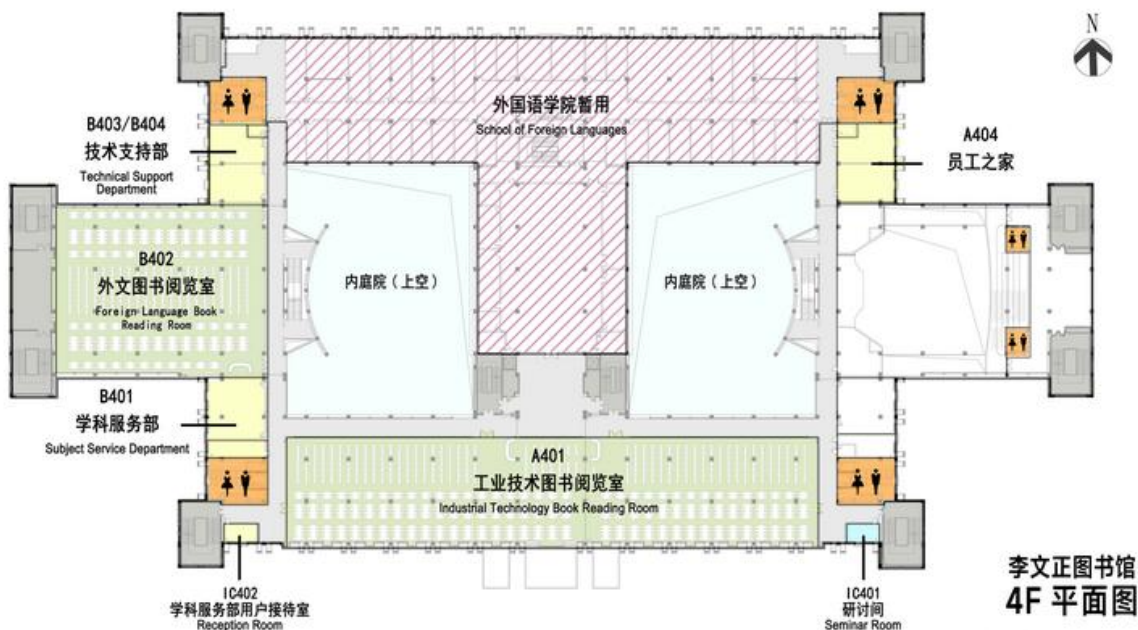 N
外国语学院暂用
School of Foreign Languages
B403/B404
技术支持部
Technical Support
Department
A404
员工之家
B402
外文图书阅览室
Foreign Language Book
Reading Room
内庭院（上空）
内庭院（上空）
B401
学科服务部
Subject Service Department
A401
工业技术图书阅览室
Industrial Technology Book Reading Room
IC402
学科服务部用户接待室
Reception Room
IC401
研讨间
Seminar Room
李文正图书馆
4F 平面图